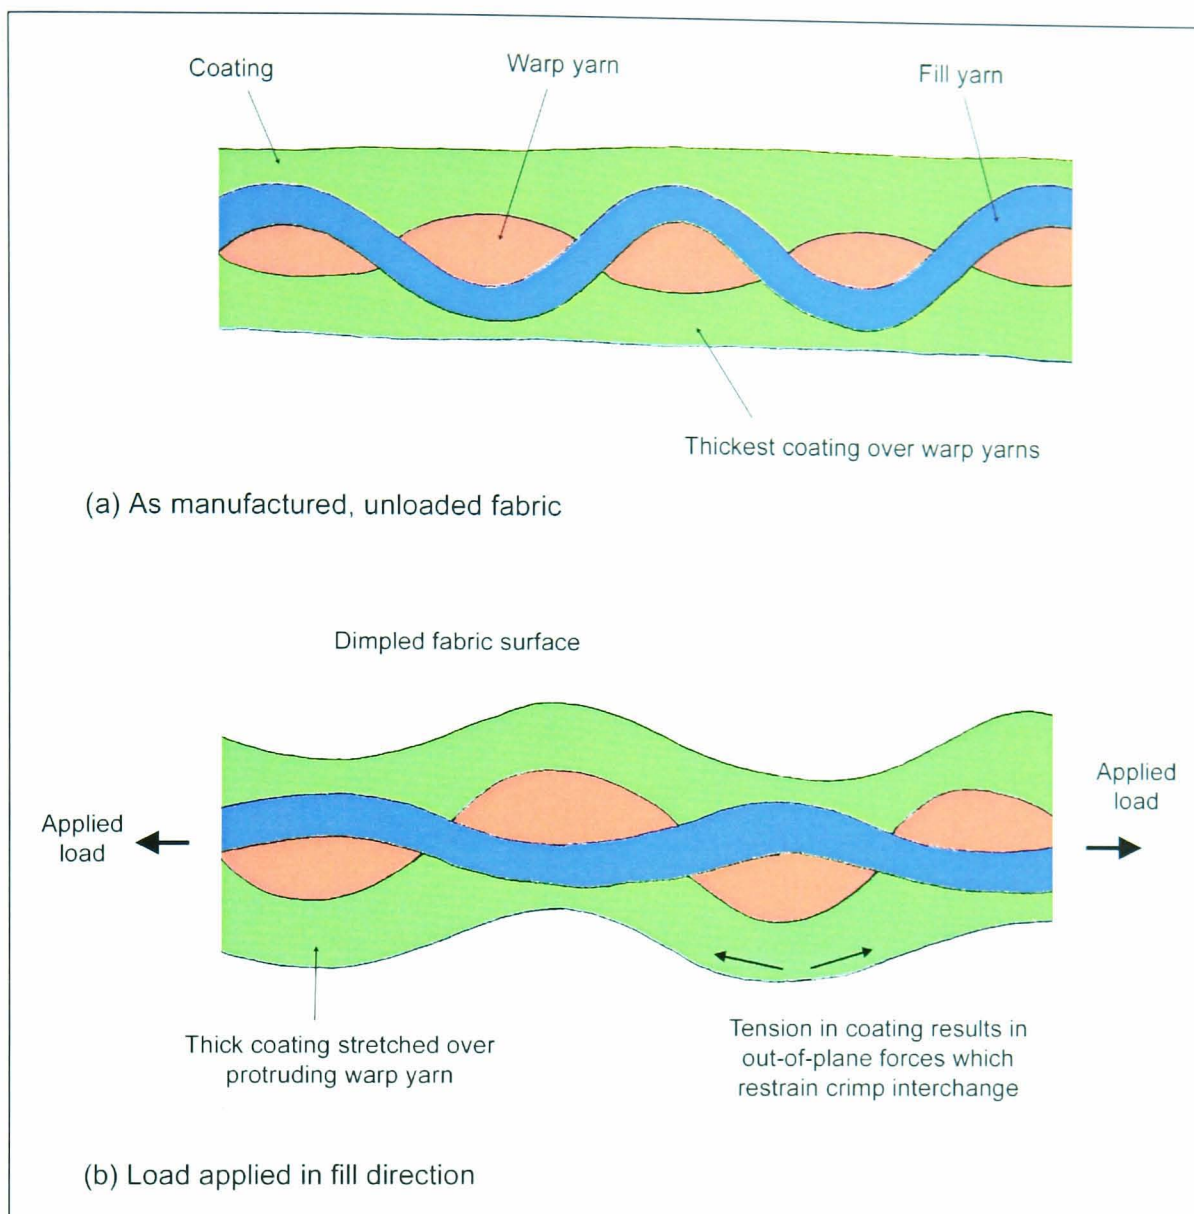 Coating
Warp yarn
Fill yarn
Thickest coating over warp yarns
(a) As manufactured, unloaded fabric
Dimpled fabric surface
Applied
load
Applied
load
Thick coating stretched over
protruding warp yarn
Tension in coating results in
out-of-plane forces which
restrain crimp interchange
(b) Load applied in fill direction